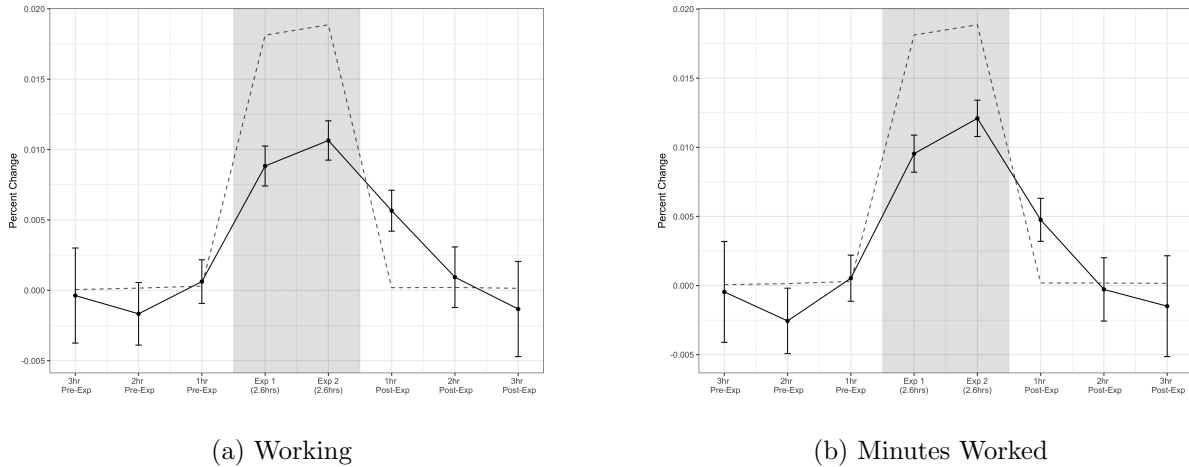 Percent Change
0.020
0.015
0.010
0.005
0.000
-0.005
3hr
Pre-Exp
2hr
Pre-Exp
1hr
Pre-Exp
Exp 1
(2.6hrs)
Exp 2
(2.6hrs)
1hr
Post-Exp
2hr
Post-Exp
3hr
Post-Exp
(a) Working
Percent Change
0.020
0.015
0.010
0.005
0.000
-0.005
3hr
Pre-Exp
2hr
Pre-Exp
1hr
Pre-Exp
Exp 1
(2.6hrs)
Exp 2
(2.6hrs)
1hr
Post-Exp
2hr
Post-Exp
3hr
Post-Exp
(b) Minutes Worked